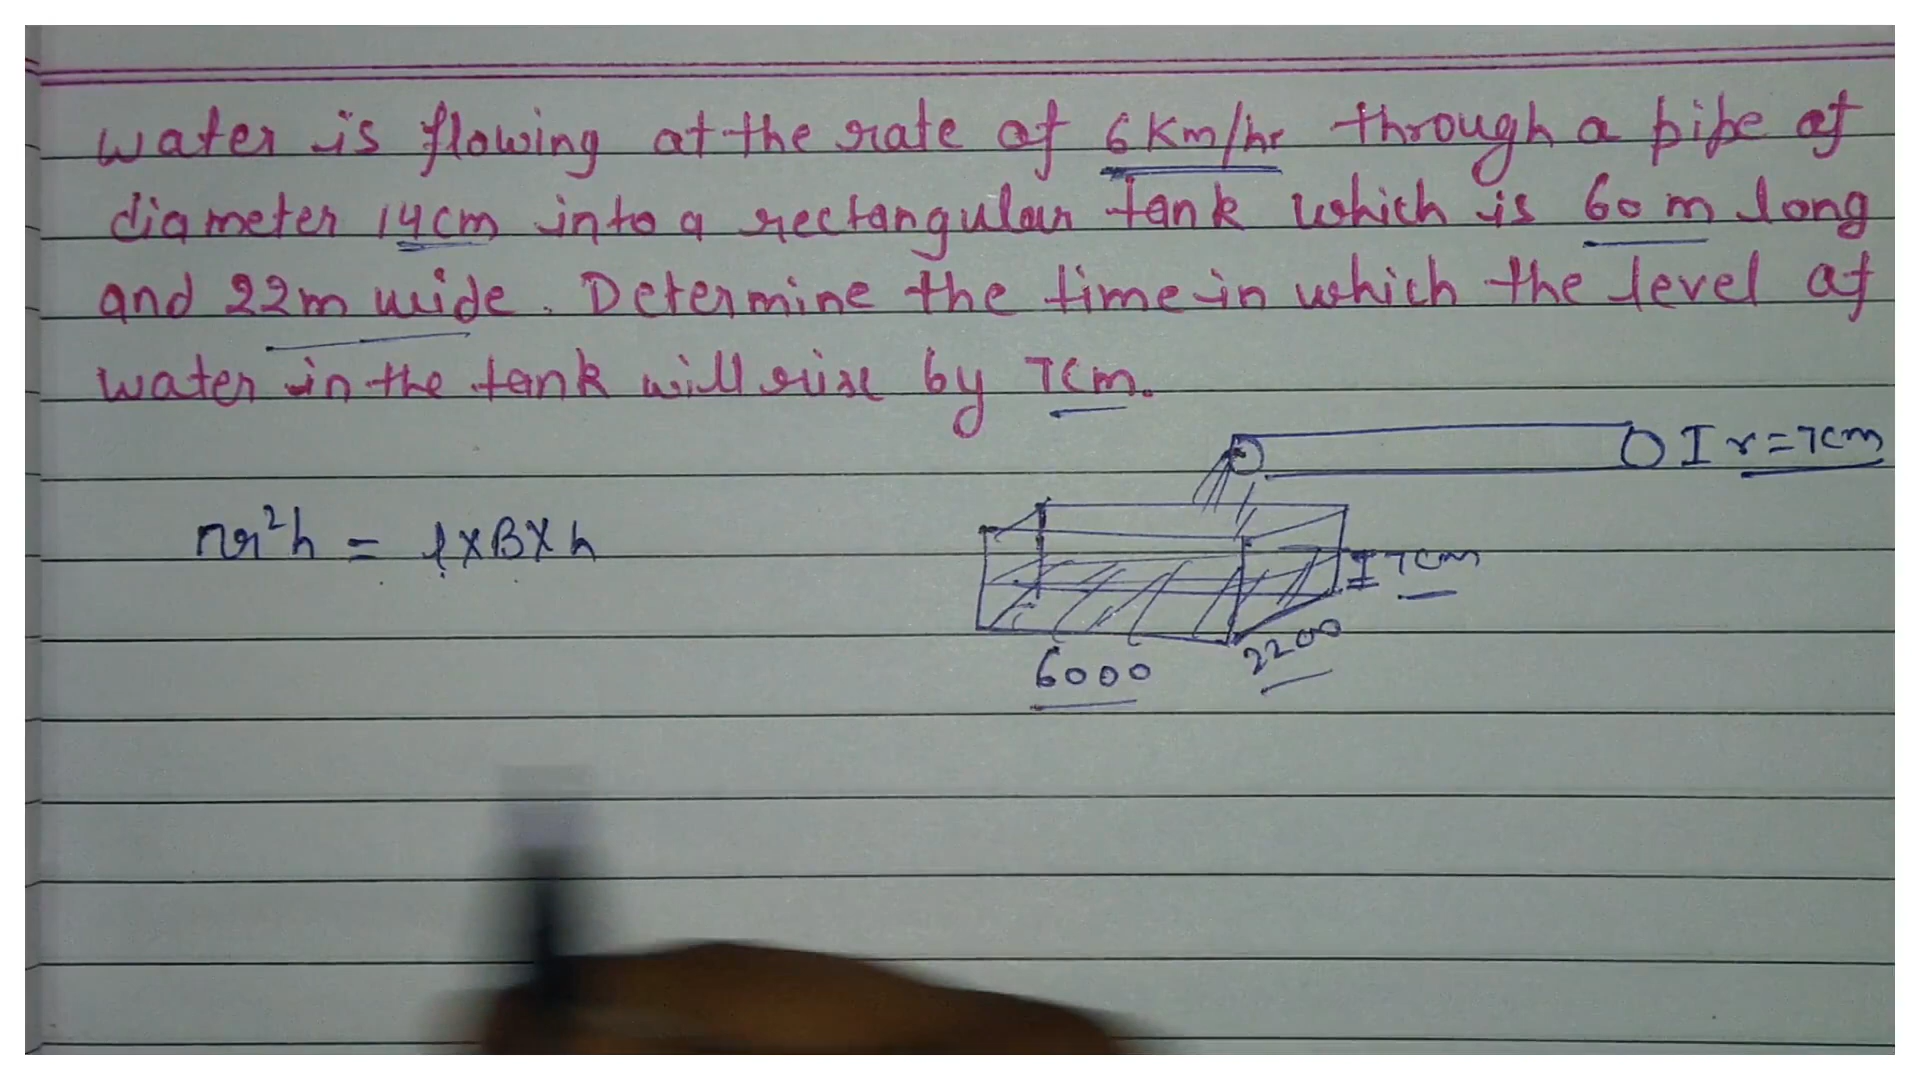 water is flowing at the rate of 6 Km/hr through a pipe of
diameter 14cm into a rectangular tank which is 60 m long
and 22m wide. Determine the time in which the level of
water in the tank will rise by 7cm.
r=7cm
πr²h = l×B×h
7cm
2200
6000